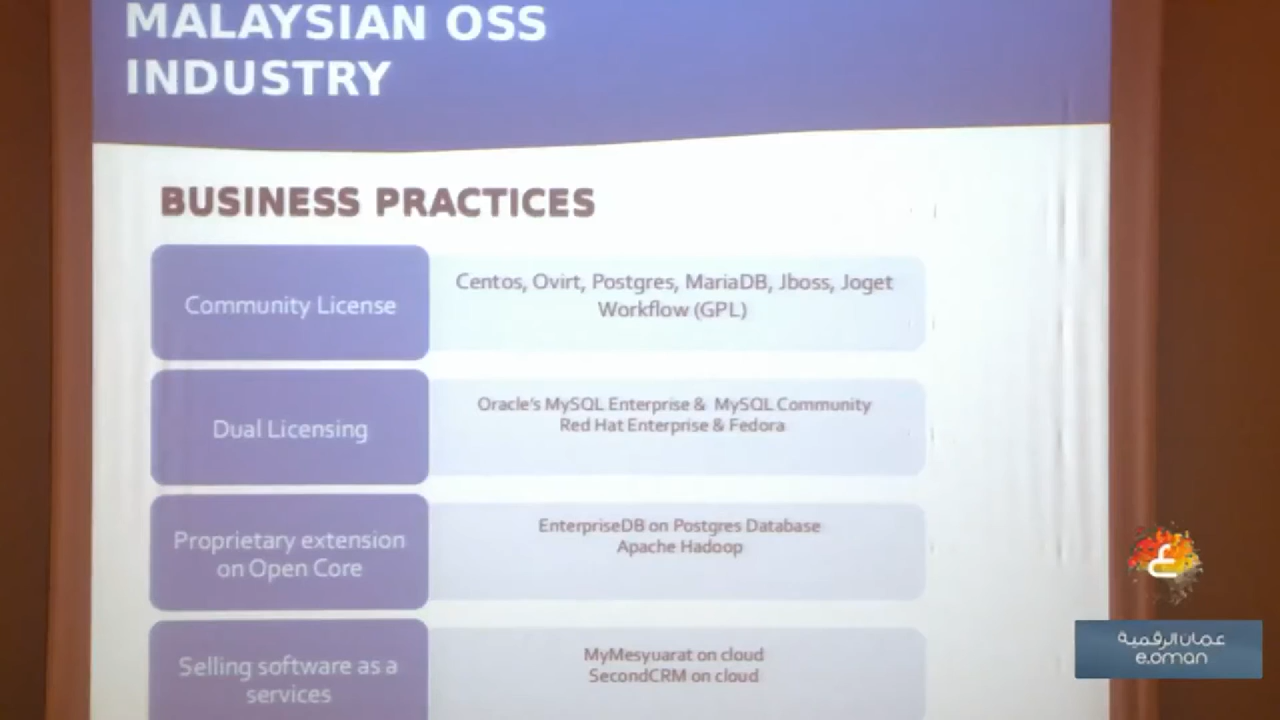 MALAYSIAN OSS
INDUSTRY
BUSINESS PRACTICES
Community License
Centos, Ovirt, Postgres, MariaDB, Jboss, Joget
Workflow (GPL)
Dual Licensing
Oracle's MySQL Enterprise & MySQL Community
Red Hat Enterprise & Fedora
Proprietary extension
on Open Core
EnterpriseDB on Postgres Database
Apache Hadoop
Selling software as a
services
MyMesyuarat on cloud
SecondCRM on cloud
ع
عمان الرقمية
e.oman